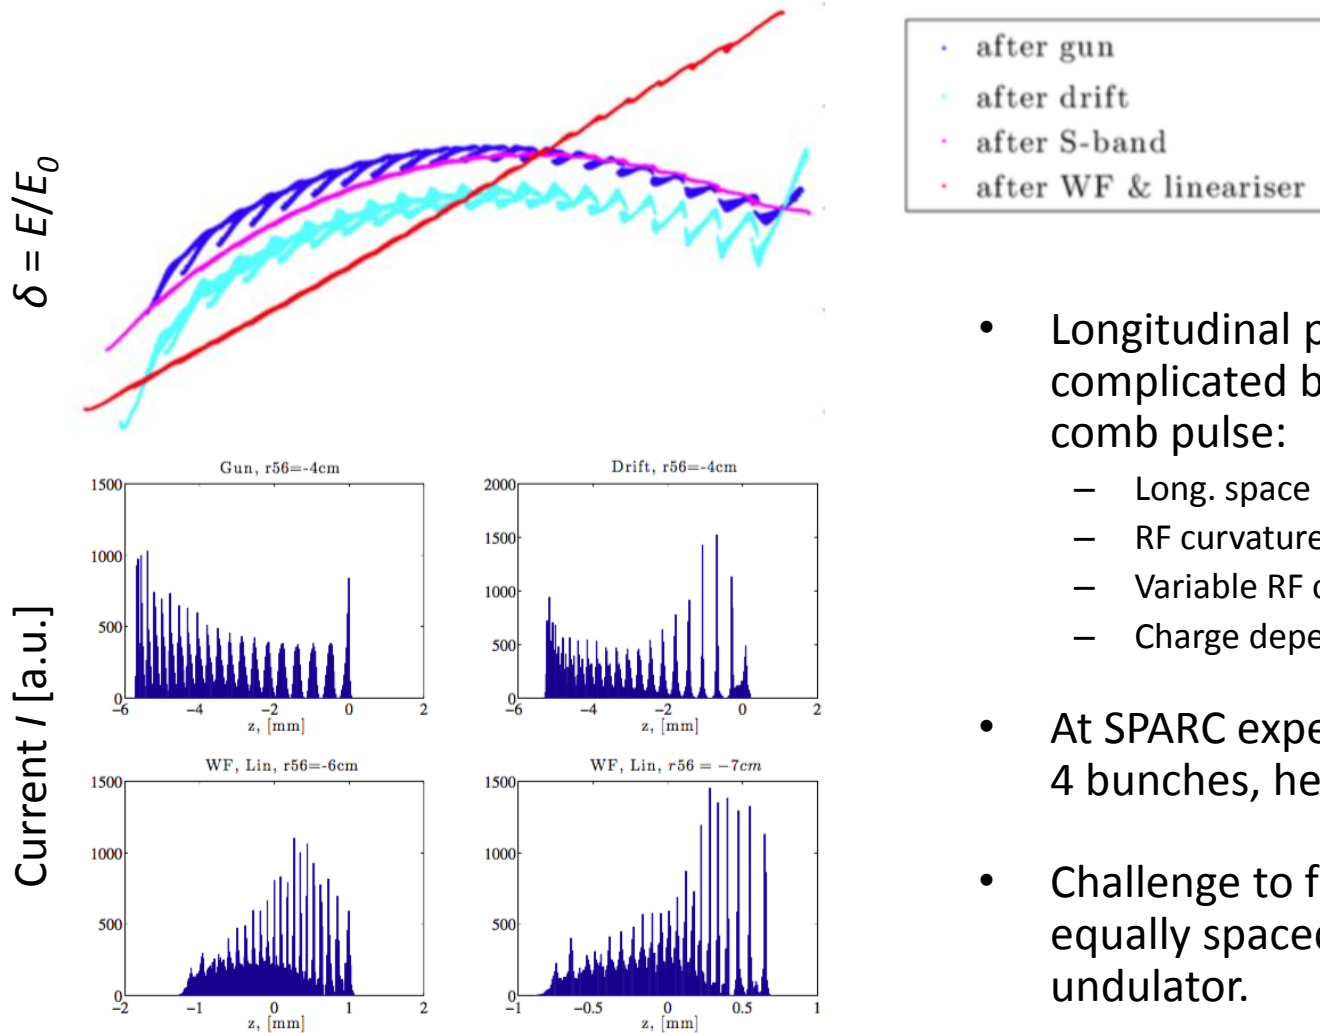 δ = E/E₀
after gun
after drift
after S-band
after WF & lineariser
Current I [a.u.]
Gun, r56=-4cm
1500
1000
500
0
−6
−4
−2
0
2
z, [mm]
Drift, r56=-4cm
2000
1500
1000
500
0
−6
−4
−2
0
2
z, [mm]
WF, Lin, r56=-6cm
1500
1000
500
0
−2
−1
0
1
2
z, [mm]
WF, Lin, r56 = −7cm
1500
1000
500
0
−1
−0.5
0
0.5
1
z, [mm]
• Longitudinal p
complicated b
comb pulse:
– Long. space
– RF curvature
– Variable RF
– Charge depe
• At SPARC expe
4 bunches, he
• Challenge to f
equally space
undulator.